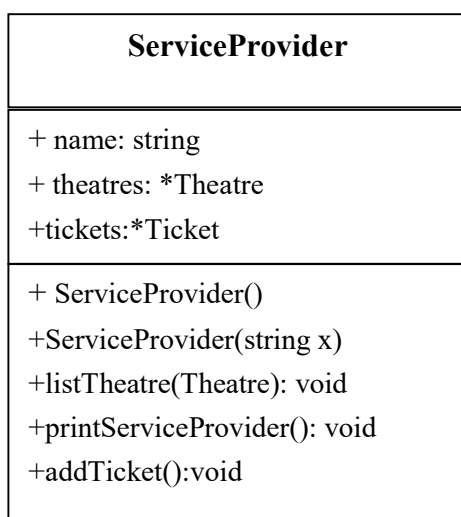 ServiceProvider
+ name: string
+ theatres: *Theatre
+tickets:*Ticket
+ ServiceProvider()
+ServiceProvider(string x)
+listTheatre(Theatre): void
+printServiceProvider(): void
+addTicket():void